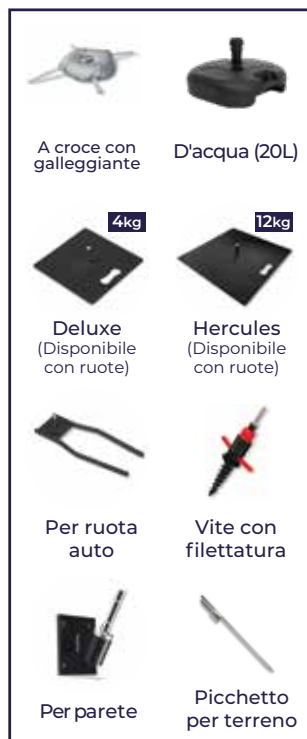 A croce con
galleggiante
D'acqua (20L)
4kg
12kg
Deluxe
(Disponibile
con ruote)
Hercules
(Disponibile
con ruote)
Per ruota
auto
Vite con
filettatura
Per parete
Picchetto
per terreno